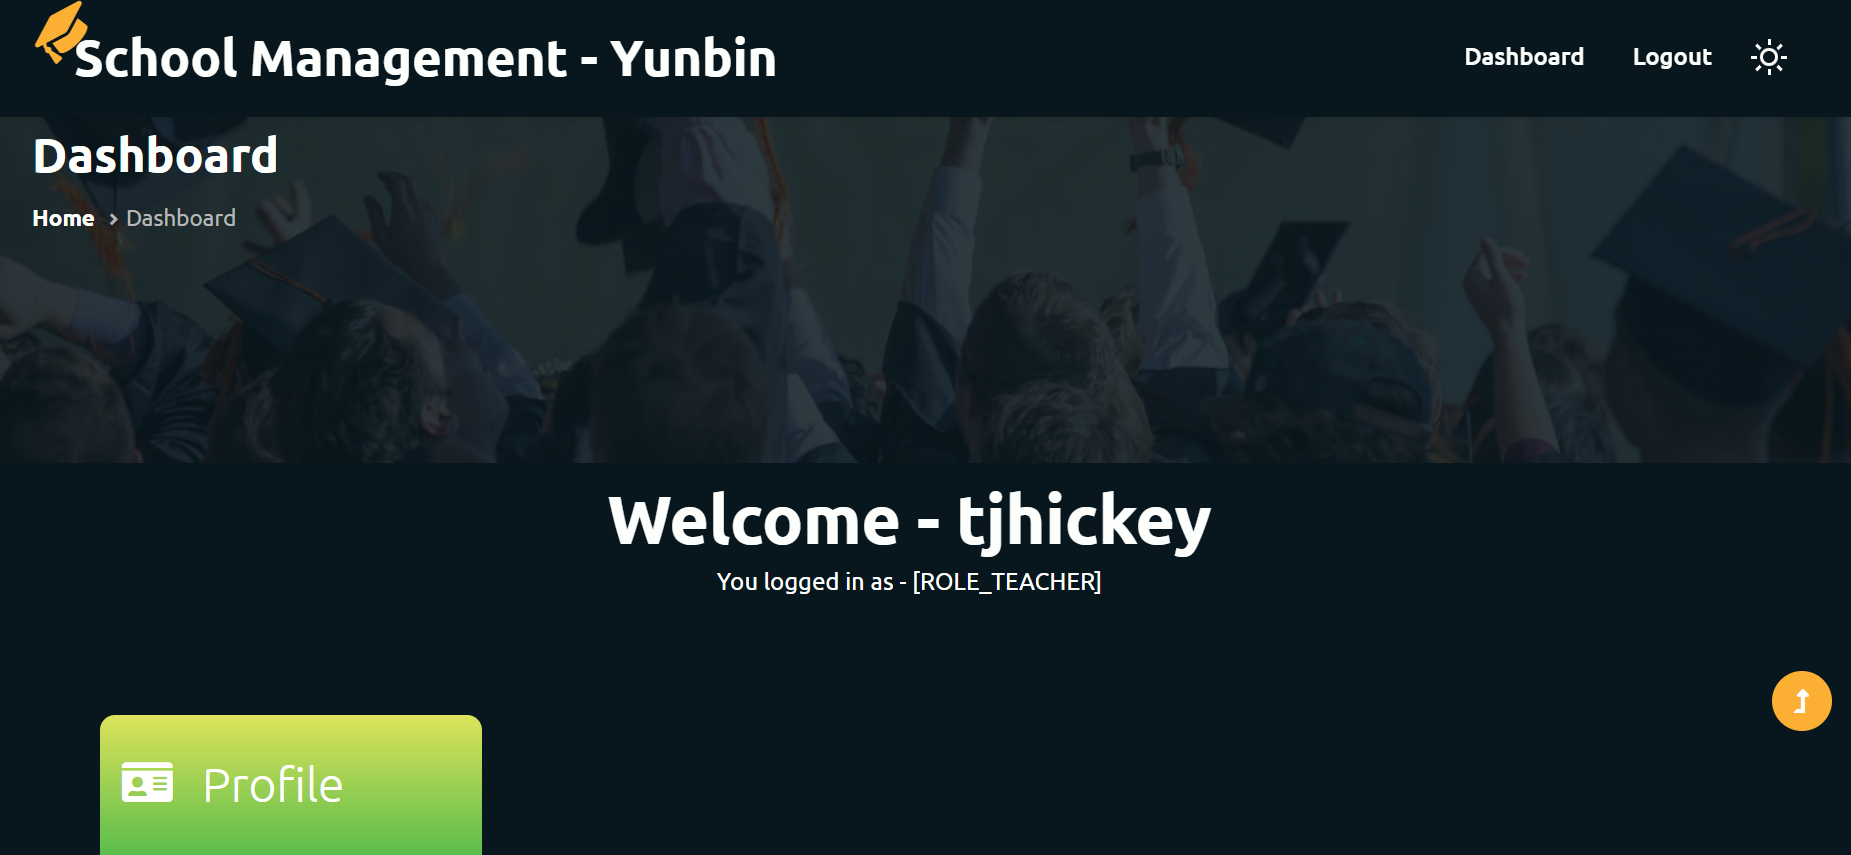 School Management - Yunbin
Dashboard
Logout
Dashboard
Home > Dashboard
Welcome - tjhickey
You logged in as - [ROLE_TEACHER]
Profile